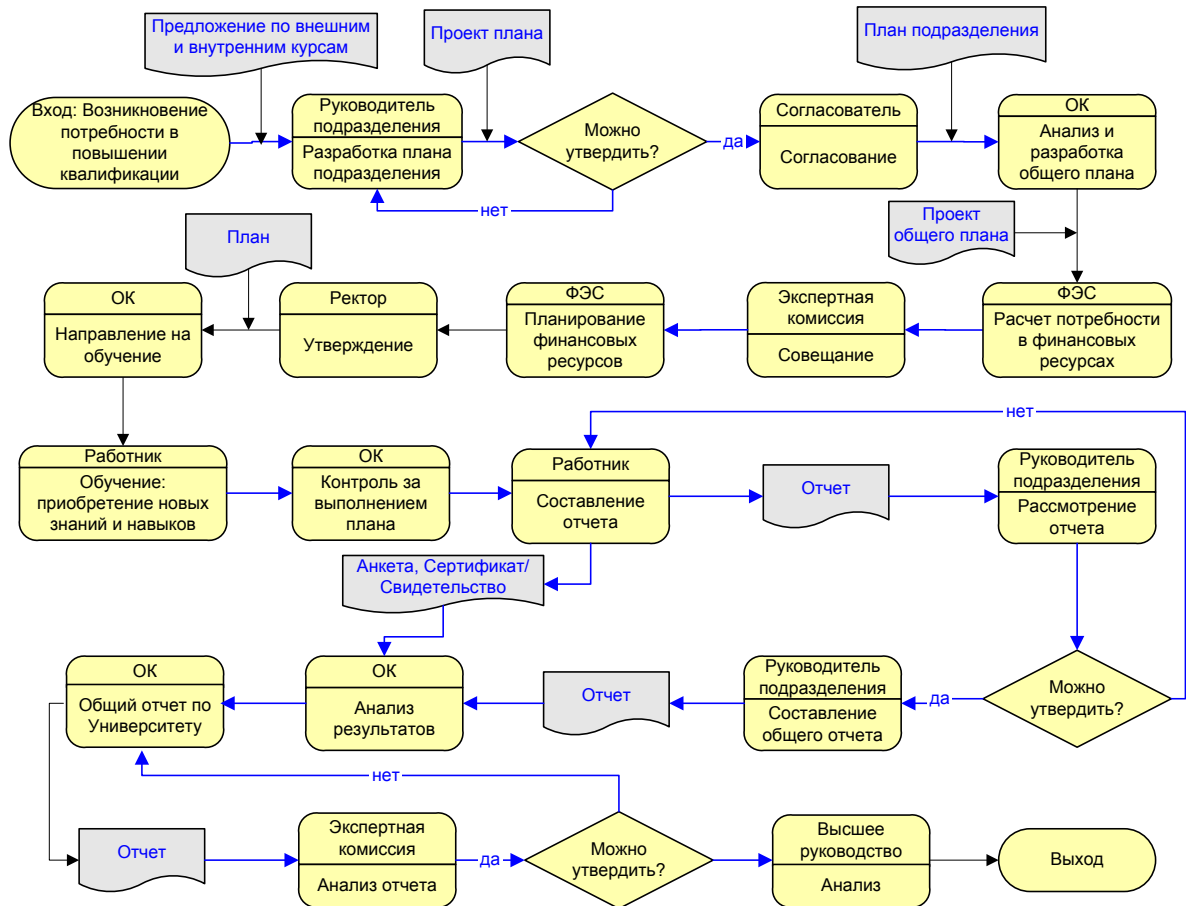 Предложение по внешним
и внутренним курсам
Проект плана
План подразделения
Вход: Возникновение
потребности в
повышении
квалификации
Руководитель
подразделения
Разработка плана
подразделения
Можно
утвердить?
да
нет
Согласователь
Согласование
ОК
Анализ и
разработка
общего плана
План
Проект
общего плана
ОК
Направление на
обучение
Ректор
Утверждение
ФЭС
Планирование
финансовых
ресурсов
Экспертная
комиссия
Совещание
ФЭС
Расчет потребности
в финансовых
ресурсах
нет
Работник
Обучение:
приобретение новых
знаний и навыков
ОК
Контроль за
выполнением
плана
Работник
Составление
отчета
Отчет
Руководитель
подразделения
Рассмотрение
отчета
Анкета, Сертификат/
Свидетельство
ОК
Общий отчет по
Университету
ОК
Анализ
результатов
Отчет
Руководитель
подразделения
Составление
общего отчета
да
Можно
утвердить?
нет
Отчет
Экспертная
комиссия
Анализ отчета
да
Можно
утвердить?
Высшее
руководство
Анализ
Выход